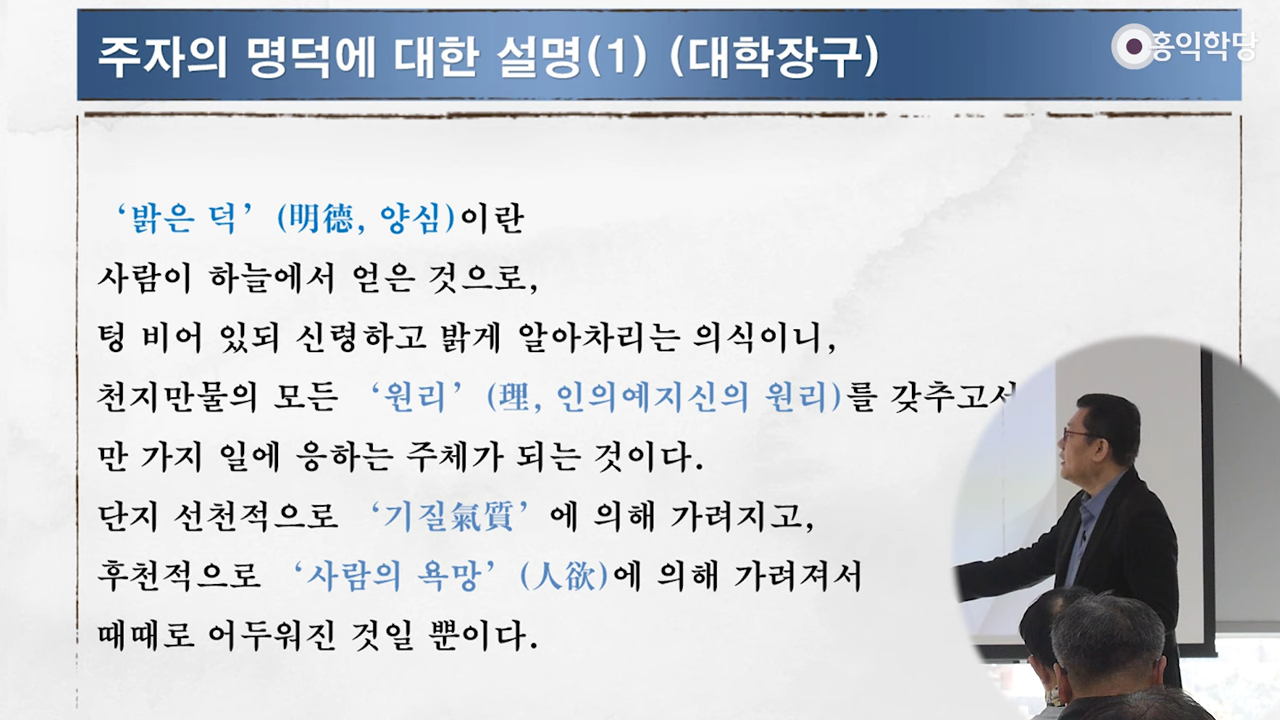 주자의 명덕에 대한 설명(1) (대학장구)
홍익학당
‘밝은 덕’ (明德, 양심)이란
사람이 하늘에서 얻은 것으로,
텅 비어 있되 신령하고 밝게 알아차리는 의식이니,
천지만물의 모든 ‘원리’ (理, 인의예지신의 원리)를 갖추고서
만 가지 일에 응하는 주체가 되는 것이다.
단지 선천적으로 ‘기질氣質’ 에 의해 가려지고,
후천적으로 ‘사람의 욕망’ (人欲)에 의해 가려져서
때때로 어두워진 것일 뿐이다.